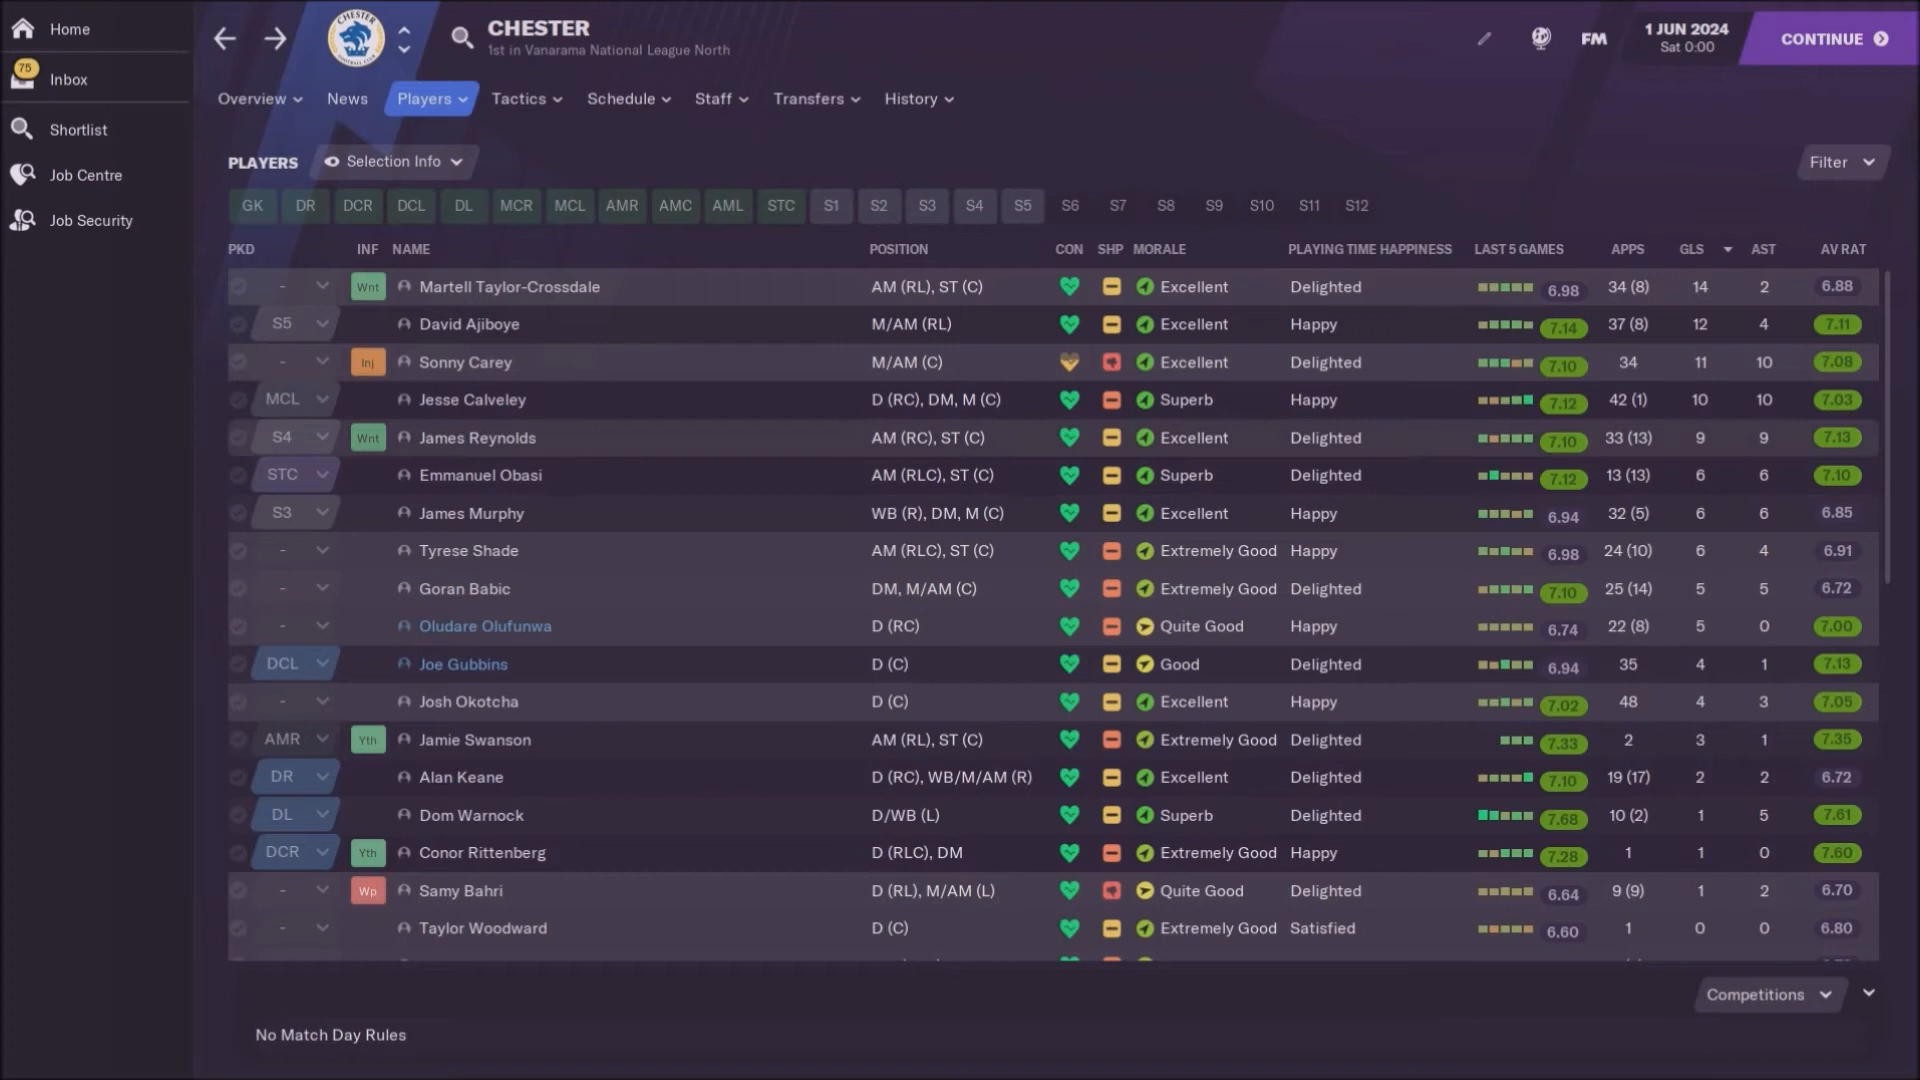 Home
75
Inbox
Shortlist
Job Centre
Job Security
CHESTER
FOOTBALL CLUB
CHESTER
1st in Vanarama National League North
FM
1 JUN 2024
Sat 0:00
CONTINUE
Overview News Players Tactics Schedule Staff Transfers History
PLAYERS Selection Info Filter
GK DR DCR DCL DL MCR MCL AMR AMC AML STC S1 S2 S3 S4 S5 S6 S7 S8 S9 S10 S11 S12
PKD INF NAME POSITION CON SHP MORALE PLAYING TIME HAPPINESS LAST 5 GAMES APPS GLS AST AV RAT
- Wnt Martell Taylor-Crossdale AM (RL), ST (C) Excellent Delighted 6.98 34 (8) 14 2 6.88
S5 David Ajiboye M/AM (RL) Excellent Happy 7.14 37 (8) 12 4 7.11
- Inj Sonny Carey M/AM (C) Excellent Delighted 7.10 34 11 10 7.08
MCL Jesse Calveley D (RC), DM, M (C) Superb Happy 7.12 42 (1) 10 10 7.03
S4 Wnt James Reynolds AM (RC), ST (C) Excellent Delighted 7.10 33 (13) 9 9 7.13
STC Emmanuel Obasi AM (RLC), ST (C) Superb Delighted 7.12 13 (13) 6 6 7.10
S3 James Murphy WB (R), DM, M (C) Excellent Happy 6.94 32 (5) 6 6 6.85
- Tyrese Shade AM (RLC), ST (C) Extremely Good Happy 6.98 24 (10) 6 4 6.91
- Goran Babic DM, M/AM (C) Extremely Good Delighted 7.10 25 (14) 5 5 6.72
- Oludare Olufunwa D (RC) Quite Good Happy 6.74 22 (8) 5 0 7.00
DCL Joe Gubbins D (C) Good Delighted 6.94 35 4 1 7.13
- Josh Okotcha D (C) Excellent Happy 7.02 48 4 3 7.05
AMR Yth Jamie Swanson AM (RL), ST (C) Extremely Good Delighted 7.33 2 3 1 7.35
DR Alan Keane D (RC), WB/M/AM (R) Excellent Delighted 7.10 19 (17) 2 2 6.72
DL Dom Warnock D/WB (L) Superb Delighted 7.68 10 (2) 1 5 7.61
DCR Yth Conor Rittenberg D (RLC), DM Extremely Good Happy 7.28 1 1 0 7.60
- Wp Samy Bahri D (RL), M/AM (L) Quite Good Delighted 6.64 9 (9) 1 2 6.70
- Taylor Woodward D (C) Extremely Good Satisfied 6.60 1 0 0 6.80
Competitions
No Match Day Rules